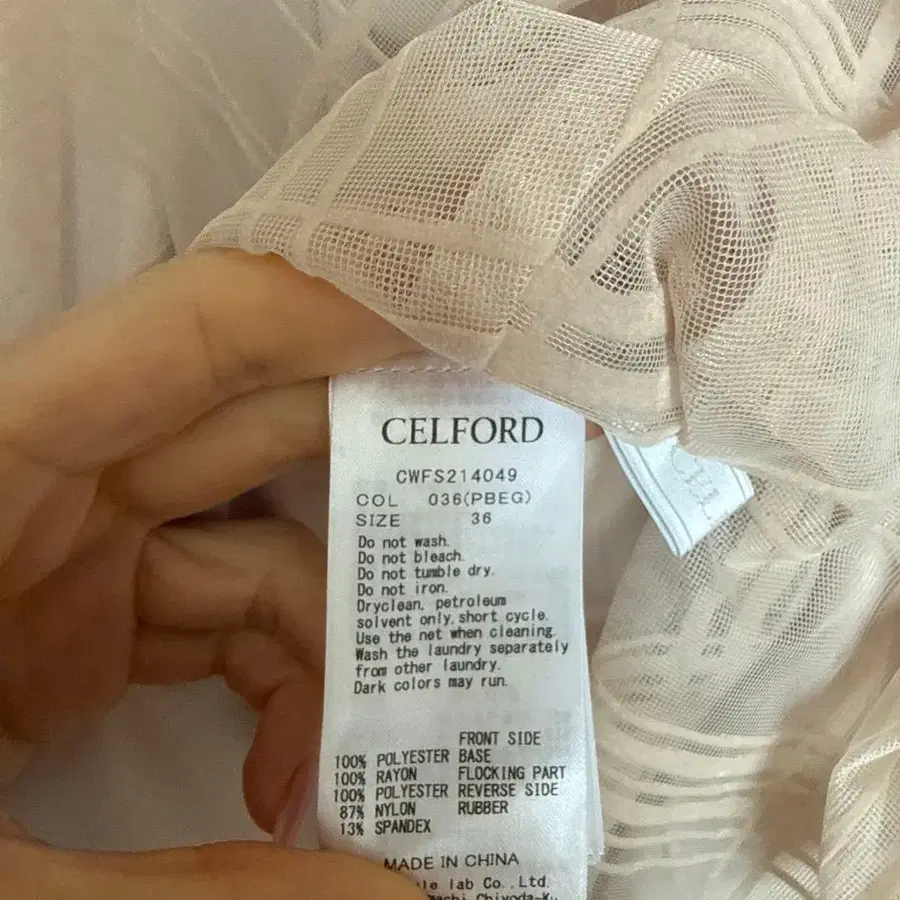 CELFORD
CWFS214049
COL 036(PBEG)
SIZE 36
Do not wash.
Do not bleach.
Do not tumble dry.
Do not iron.
Dryclean, petroleum
solvent only, short cycle.
Use the net when cleaning.
Wash the laundry separately
from other laundry.
Dark colors may run.
FRONT SIDE
100% POLYESTER BASE
100% RAYON FLOCKING PART
100% POLYESTER REVERSE SIDE
87% NYLON RUBBER
13% SPANDEX
MADE IN CHINA
lab Co., Ltd.
Chiyoda-K